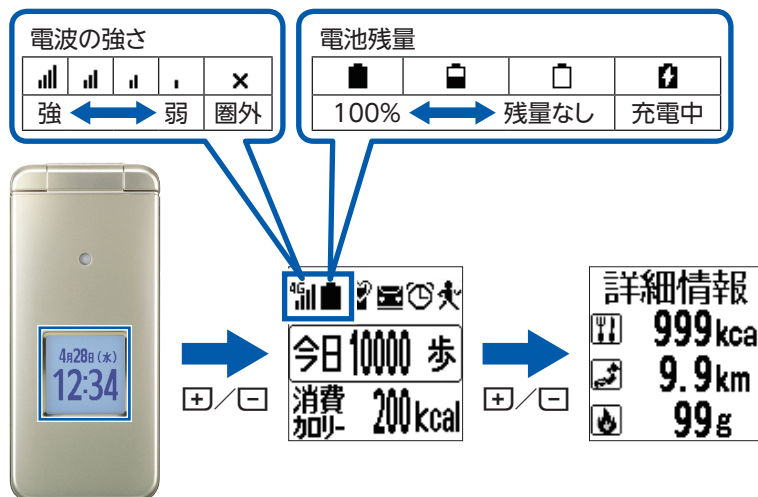 電波の強さ
強 弱 圏外
電池残量
100% 残量なし 充電中
4月28日(水)
12:34
+/-
4G
今日10000 歩
消費カロリー 200kcal
+/-
詳細情報
999kca
9.9km
99g